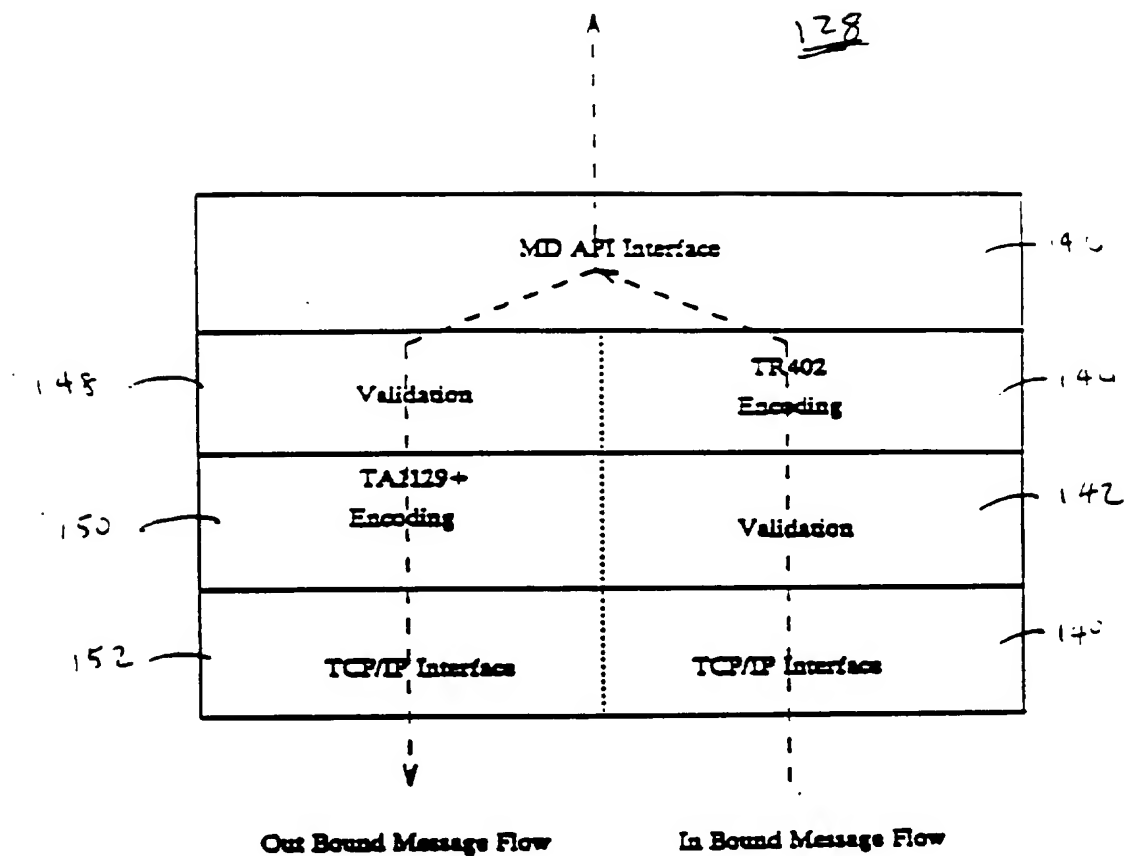 128
MD API Interface
148
Validation
TR402
Encoding
150
TA1129+
Encoding
Validation
142
152
TCP/IP Interface
TCP/IP Interface
140
Out Bound Message Flow
In Bound Message Flow